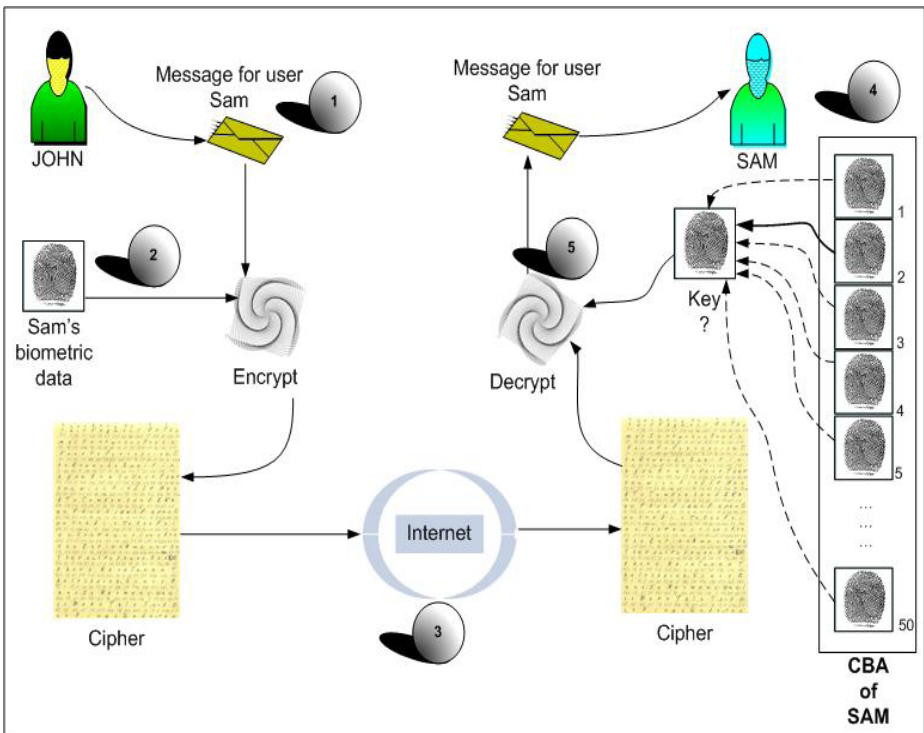 Message for user
Sam
1
JOHN
2
Sam's
biometric
data
Encrypt
Cipher
Internet
3
Message for user
Sam
SAM
4
5
Decrypt
Key
?
Cipher
1
2
3
4
5
...
...
...
50
CBA
of
SAM